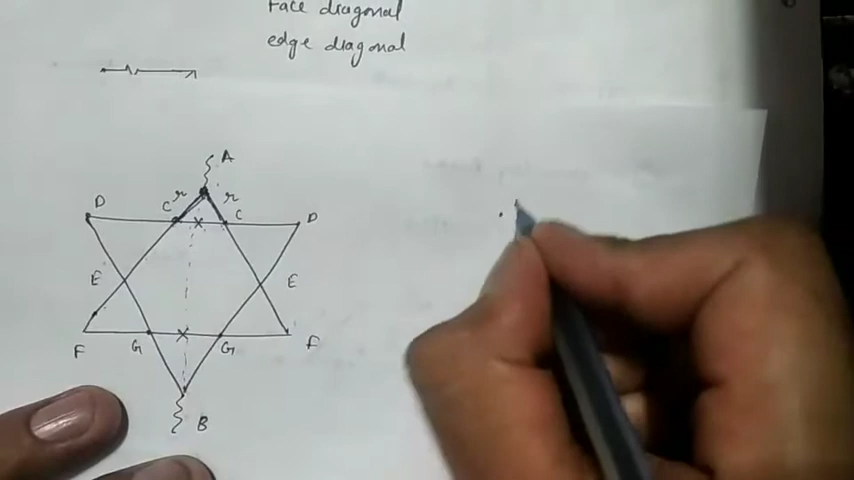 Face diagonal
edge diagonal
A
r r
D C C D
E E
F G G F
B